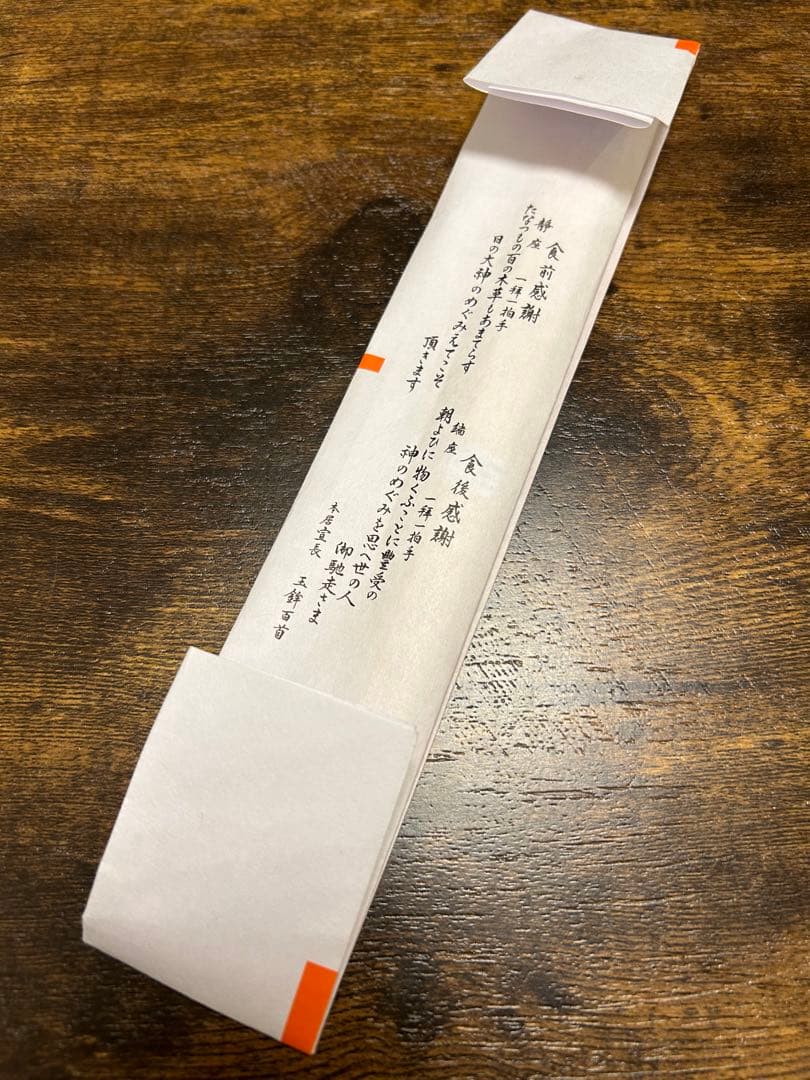 食前感謝
静座 一拝一拍手
たなつもの百の木草もあまてらす
日の大神のめぐみえてこそ
頂きます
食後感謝
端座 一拝一拍手
朝よひに物くふごとに豊受の
神のめぐみを思へ世の人
御馳走さま
本居宣長 玉鉾百首